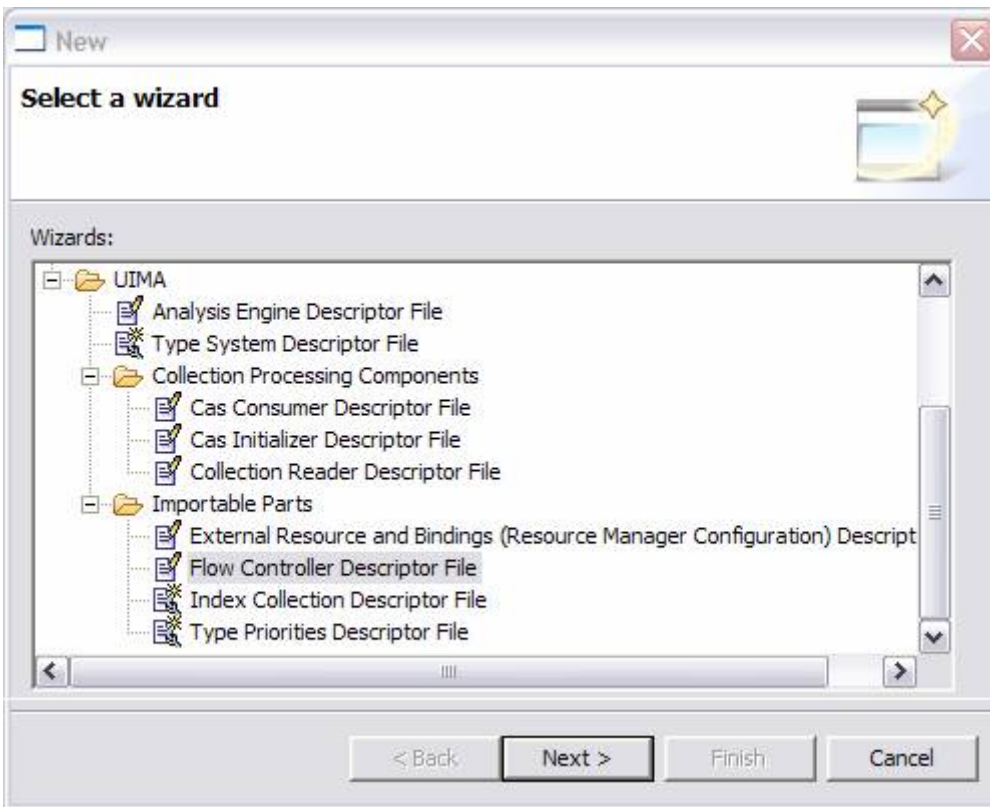 New
Select a wizard
Wizards:
UIMA
Analysis Engine Descriptor File
Type System Descriptor File
Collection Processing Components
Cas Consumer Descriptor File
Cas Initializer Descriptor File
Collection Reader Descriptor File
Importable Parts
External Resource and Bindings (Resource Manager Configuration) Descript
Flow Controller Descriptor File
Index Collection Descriptor File
Type Priorities Descriptor File
< Back Next > Finish Cancel